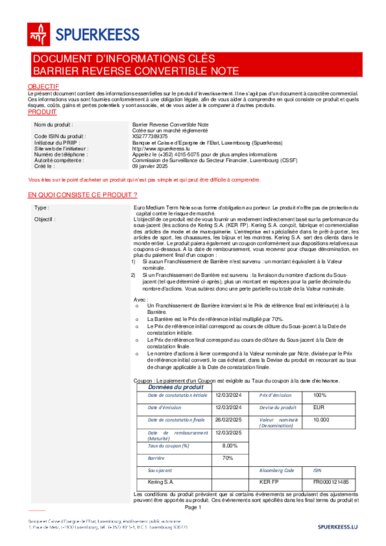 SPUERKEESS
DOCUMENT D'INFORMATIONS CLÉS
BARRIER REVERSE CONVERTIBLE NOTE
OBJECTIF
Le présent document contient des informations essentielles sur le produit d'investissement. Il ne s'agit pas d'un document à caractère commercial.
Ces informations vous sont fournies conformément à une obligation légale, afin de vous aider à comprendre en quoi consiste ce produit et quels
risques, coûts, gains et pertes potentiels y sont associés, et de vous aider à le comparer à d'autres produits.
PRODUIT
Nom du produit : Barrier Reverse Convertible Note
Cotée sur un marché réglementé
Code ISIN du produit : XS2777389375
Initiateur du PRIIP : Banque et Caisse d'Epargne de l'Etat, Luxembourg (Spuerkeess)
Site web de l'initiateur : http://www.spuerkeess.lu
Numéro de téléphone : Appelez le (+352) 4015-5075 pour de plus amples informations
Autorité compétente : Commission de Surveillance du Secteur Financier, Luxembourg (CSSF)
Créé le : 09 janvier 2025
Vous êtes sur le point d'acheter un produit qui n'est pas simple et qui peut être difficile à comprendre.
EN QUOI CONSISTE CE PRODUIT ?
Type : Euro Medium Term Note sous forme d'obligation au porteur. Le produit n'offre pas de protection du
capital contre le risque de marché.
Objectif : L'objectif de ce produit est de vous fournir un rendement indirectement basé sur la performance du
sous-jacent (les actions de Kering S.A. (KER FP). Kering S.A. conçoit, fabrique et commercialise
des articles de mode et de maroquinerie. L'entreprise est spécialisée dans le prêt-à-porter, les
articles de sport, les chaussures, les bijoux et les montres. Kering S.A. sert des clients dans le
monde entier. Le produit paiera également un coupon conformément aux dispositions relatives aux
coupons ci-dessous. A la date de remboursement, vous recevrez pour chaque dénomination, en
plus du paiement final d'un coupon :
1) Si aucun Franchissement de Barrière n'est survenu : un montant équivalent à la Valeur
nominale.
2) Si un Franchissement de Barrière est survenu : la livraison du nombre d'actions du Sous-
jacent (tel que déterminé ci-après), plus un montant en espèces pour la partie décimale du
nombre d'actions. Vous subirez donc une perte partielle ou totale de la Valeur nominale.
Avec :
o Un Franchissement de Barrière intervient si le Prix de référence final est inférieur(e) à la
Barrière.
o La Barrière est le Prix de référence initial multiplié par 70%.
o Le Prix de référence initial correspond au cours de clôture du Sous-jacent à la Date de
constatation initiale.
o Le Prix de référence final correspond au cours de clôture du Sous-jacent à la Date de
constatation finale.
o Le nombre d'actions à livrer correspond à la Valeur nominale par Note, divisée par le Prix
de référence initial converti, le cas échéant, dans la Devise du produit en recourant au taux
de change applicable à la Date de constatation finale.
Coupon : Le paiement d'un Coupon est exigible au Taux du coupon à la date d'échéance.
Données du produit
Date de constatation initiale 12/03/2024 Prix d'émission 100%
Date d'émission 12/03/2024 Devise du produit EUR
Date de constatation finale 26/02/2025 Valeur nominale (Denomination) 10.000
Date de remboursement (Maturité) 12/03/2025
Taux du coupon (%) 8,00%
Barrière 70%
Sous-jacent Bloomberg Code ISIN
Kering S.A. KER FP FR0000121485
Les conditions du produit prévoient que si certains événements se produisent des ajustements
peuvent être apportés au produit. Ces événements sont spécifiés dans les final terms du produit et
Page 1
SPUERKEESS.LU